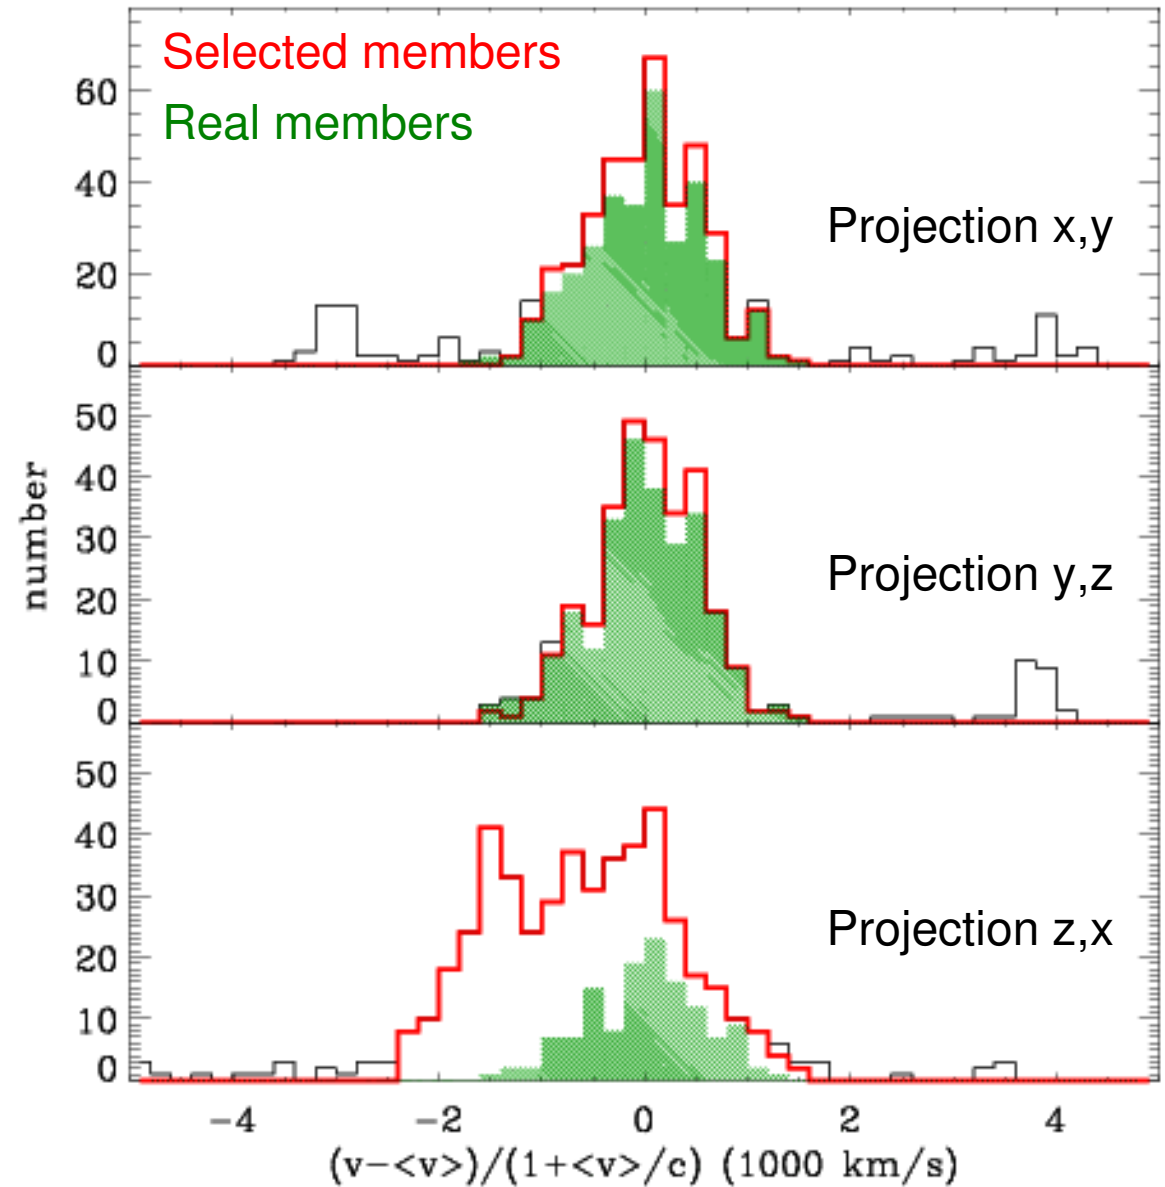 Selected members
Real members
60
40
20
0
Projection x,y
50
40
30
20
10
0
Projection y,z
number
50
40
30
20
10
0
Projection z,x
−4 −2 0 2 4
(v−<v>)/(1+<v>/c) (1000 km/s)